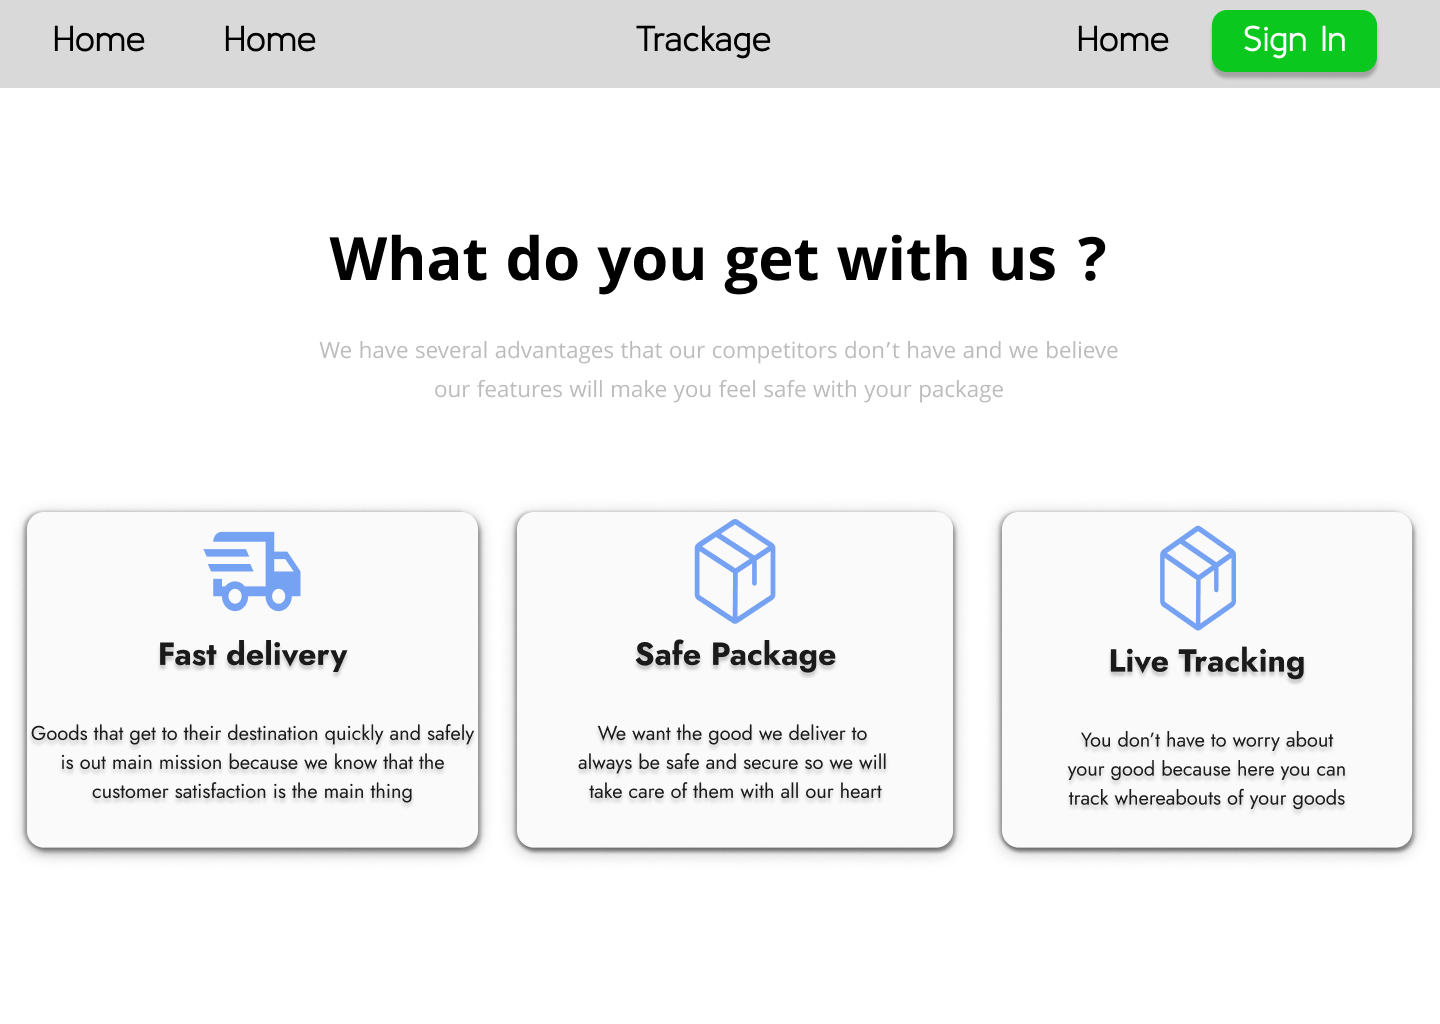 Home Home Trackage Home Sign In
What do you get with us ?
We have several advantages that our competitors don’t have and we believe
our features will make you feel safe with your package
Fast delivery
Goods that get to their destination quickly and safely
is out main mission because we know that the
customer satisfaction is the main thing
Safe Package
We want the good we deliver to
always be safe and secure so we will
take care of them with all our heart
Live Tracking
You don’t have to worry about
your good because here you can
track whereabouts of your goods